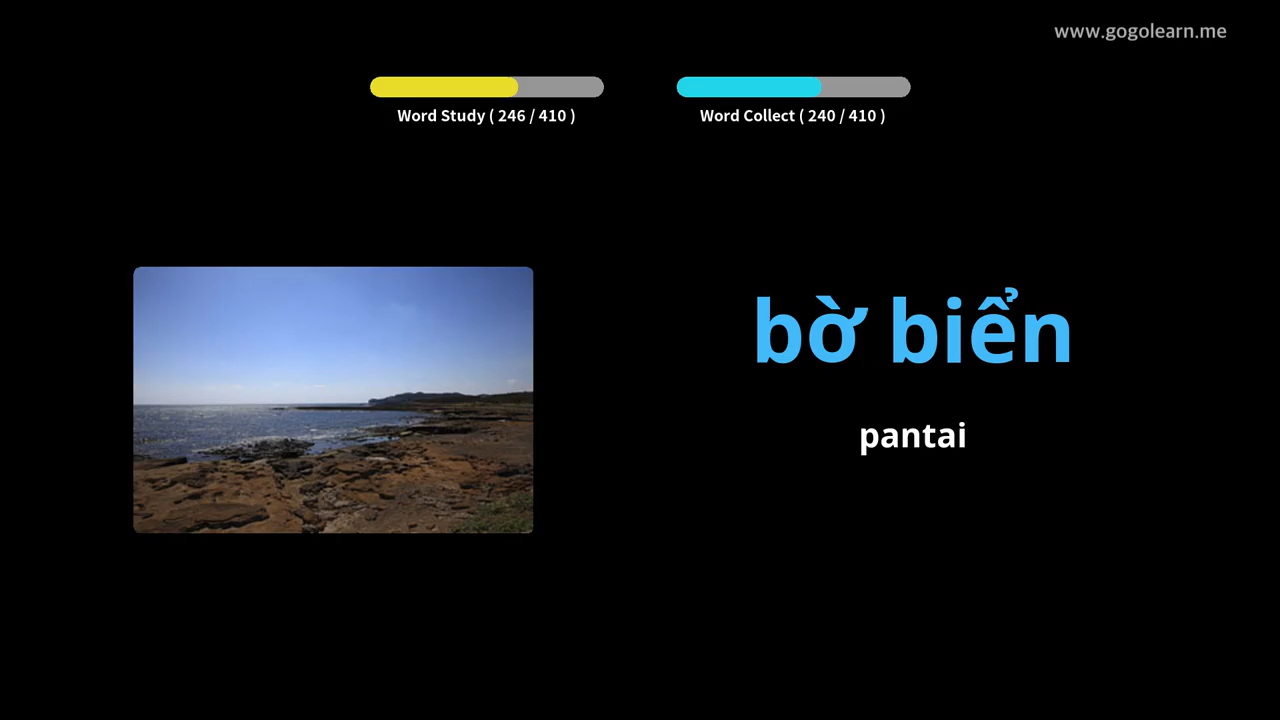 www.gogolearn.me
Word Study ( 246 / 410 )
Word Collect ( 240 / 410 )
bờ biển
pantai